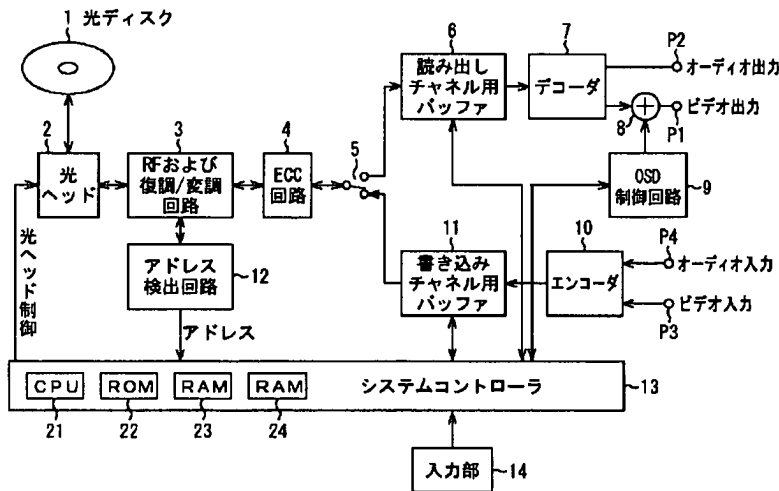 1 光ディスク
2
光
ヘッド
3
RFおよび
復調/変調
回路
4
ECC
回路
5
6
読み出し
チャネル用
バッファ
7
デコーダ
P2
オーディオ出力
8
P1
ビデオ出力
OSD
制御回路
9
10
エンコーダ
P4
オーディオ入力
P3
ビデオ入力
11
書き込み
チャネル用
バッファ
アドレス
検出回路
12
アドレス
光ヘッド制御
CPU
21
ROM
22
RAM
23
RAM
24
システムコントローラ
13
入力部
14